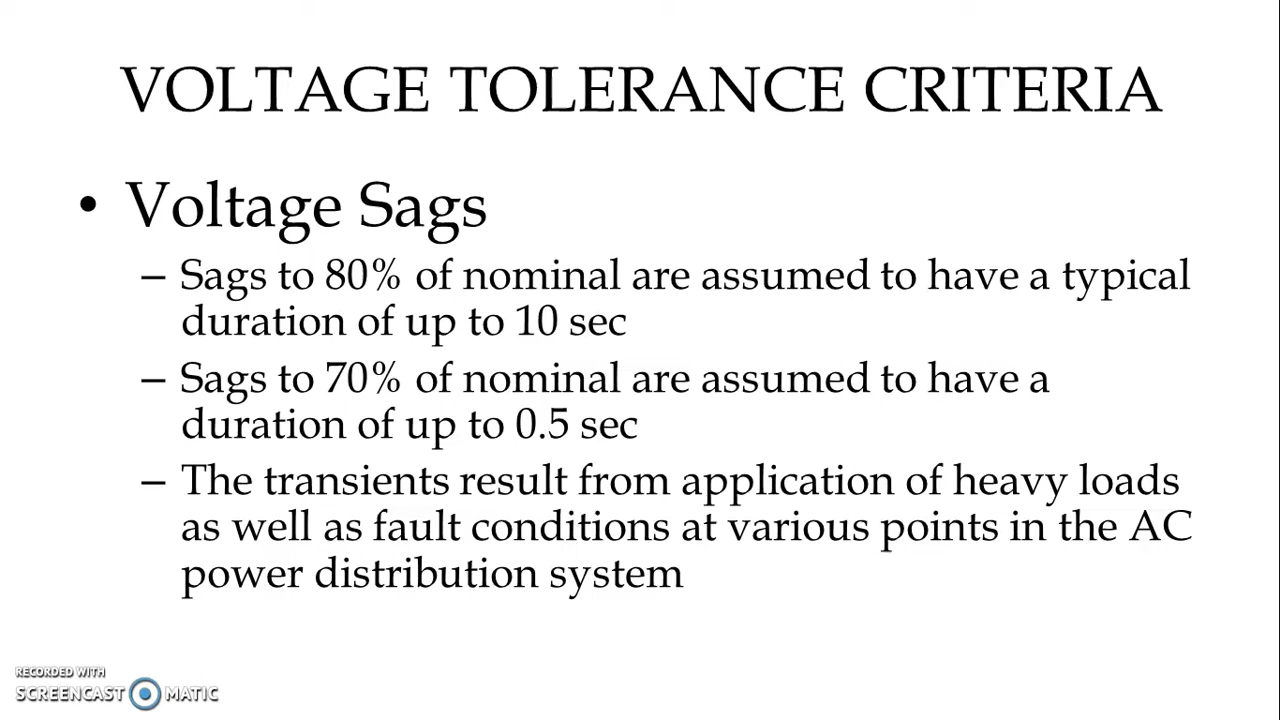 VOLTAGE TOLERANCE CRITERIA
• Voltage Sags
– Sags to 80% of nominal are assumed to have a typical
duration of up to 10 sec
– Sags to 70% of nominal are assumed to have a
duration of up to 0.5 sec
– The transients result from application of heavy loads
as well as fault conditions at various points in the AC
power distribution system
RECORDED WITH
SCREENCAST MATIC